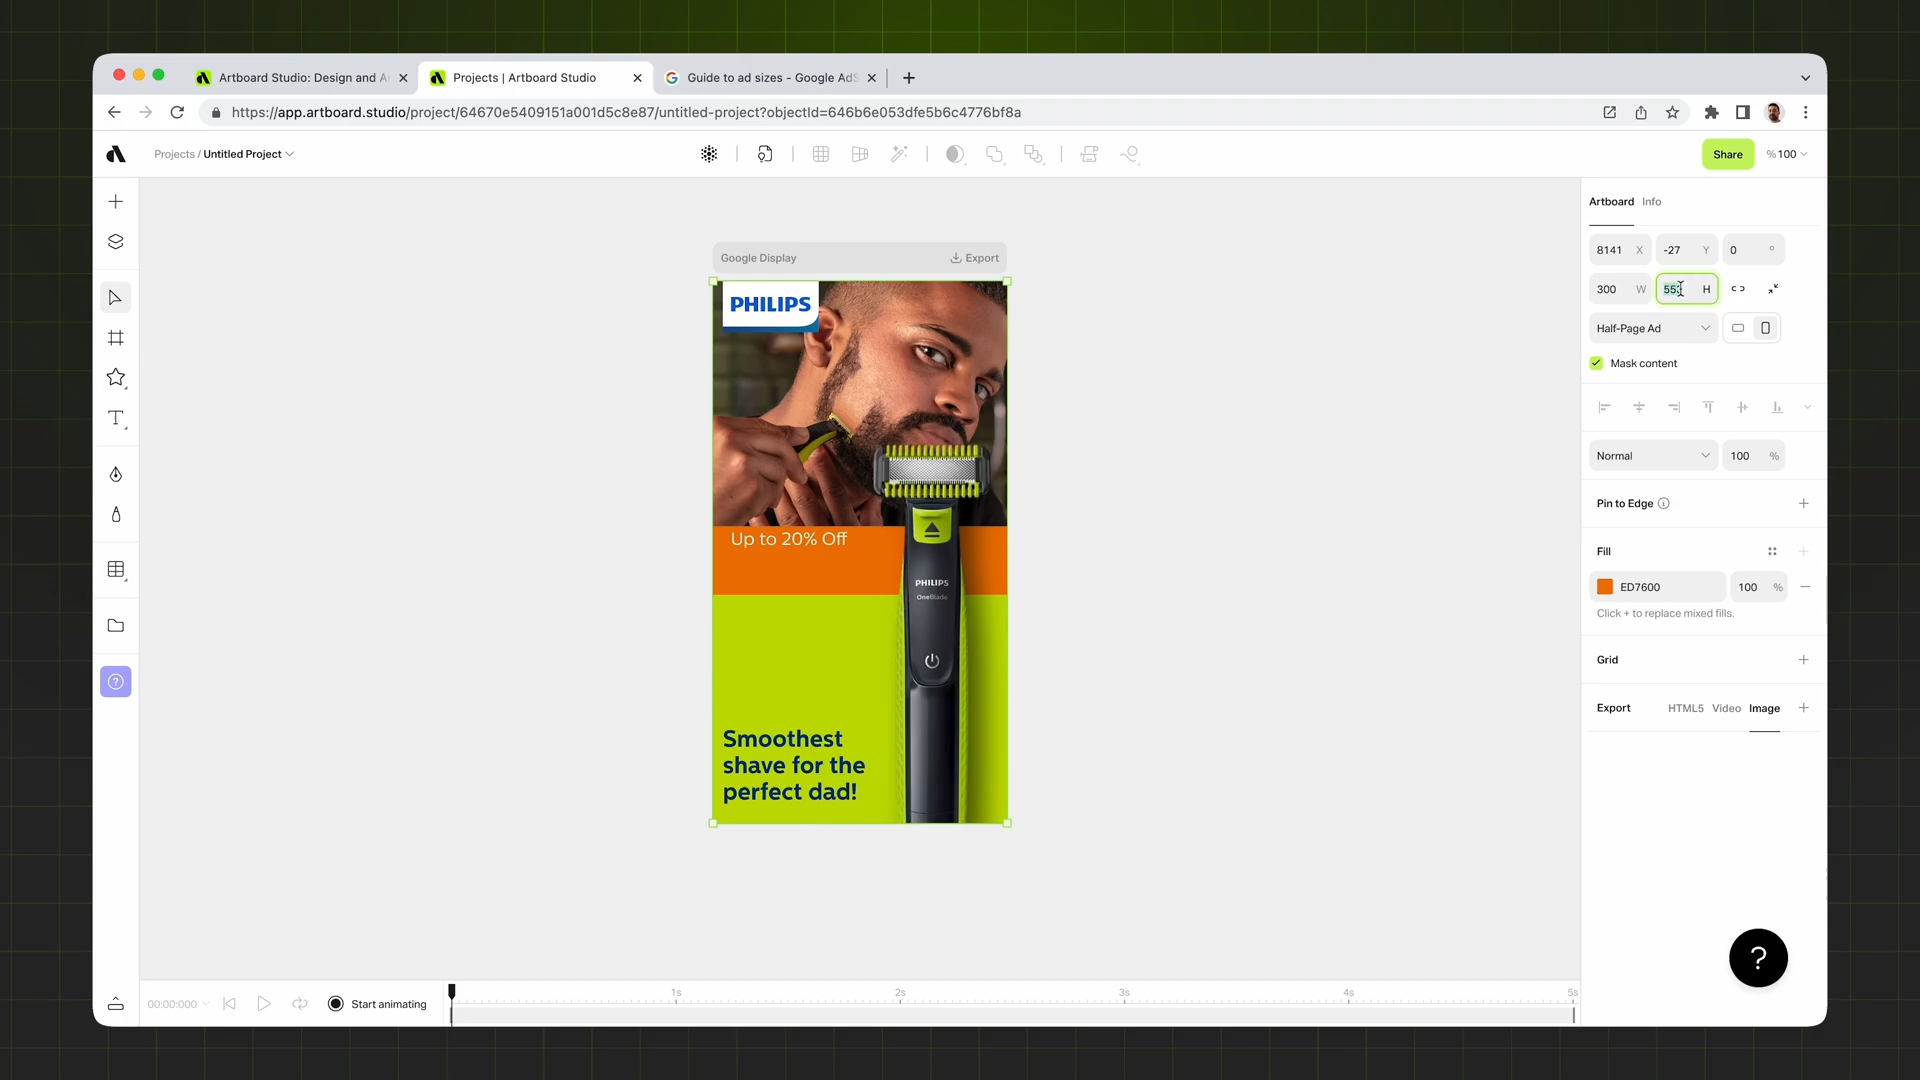 Artboard Studio: Design and A
Projects | Artboard Studio
Guide to ad sizes - Google AdS
https://app.artboard.studio/project/64670e5409151a001d5c8e87/untitled-project?objectId=646b6e053dfe5b6c4776bf8a
Projects / Untitled Project
Share
%100
Artboard Info
8141 X -27 Y 0 °
300 W H
Half-Page Ad
Mask content
Normal 100 %
Pin to Edge
Fill
ED7600 100 %
Click + to replace mixed fills.
Grid
Export HTML5 Video Image
Google Display Export
PHILIPS
Up to 20% Off
PHILIPS
OneBlade
Smoothest
shave for the
perfect dad!
?
?
00:00:000 Start animating 1s 2s 3s 4s 5s